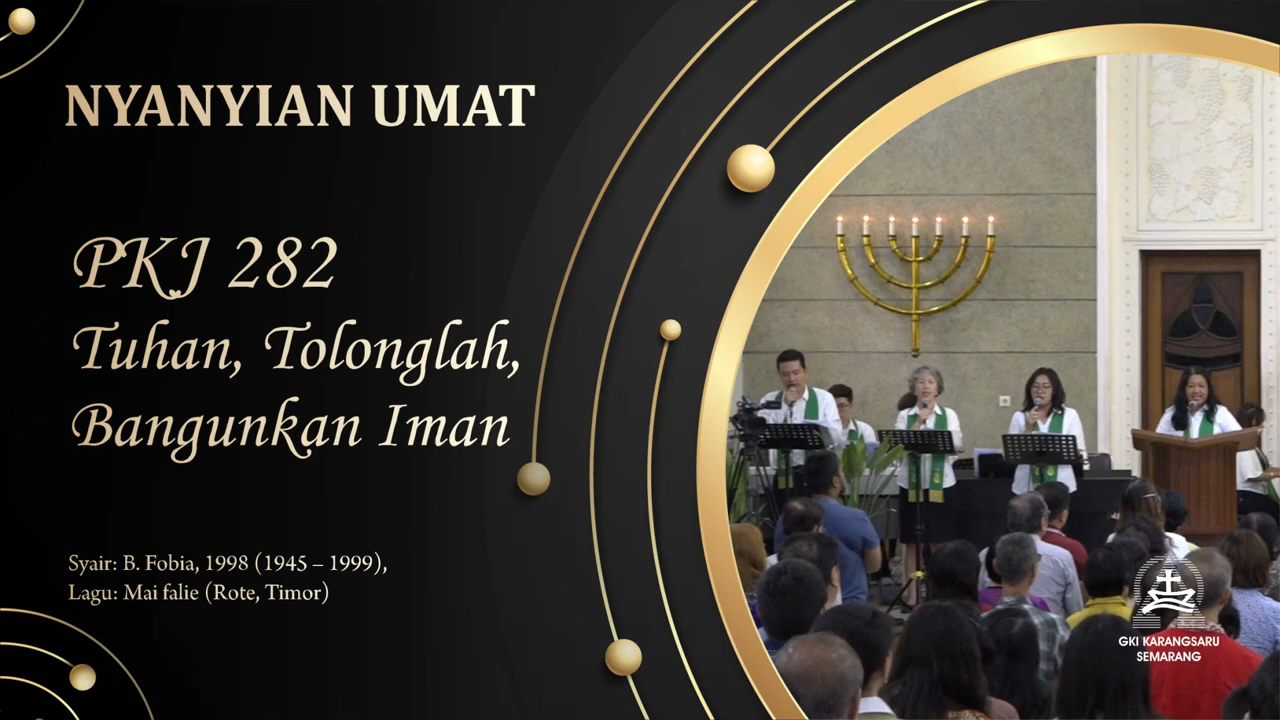 NYANYIAN UMAT
PKJ 282
Tuhan, Tolonglah,
Bangunkan Iman
Syair: B. Fobia, 1998 (1945 – 1999),
Lagu: Mai falie (Rote, Timor)
GKI KARANGSARU
SEMARANG